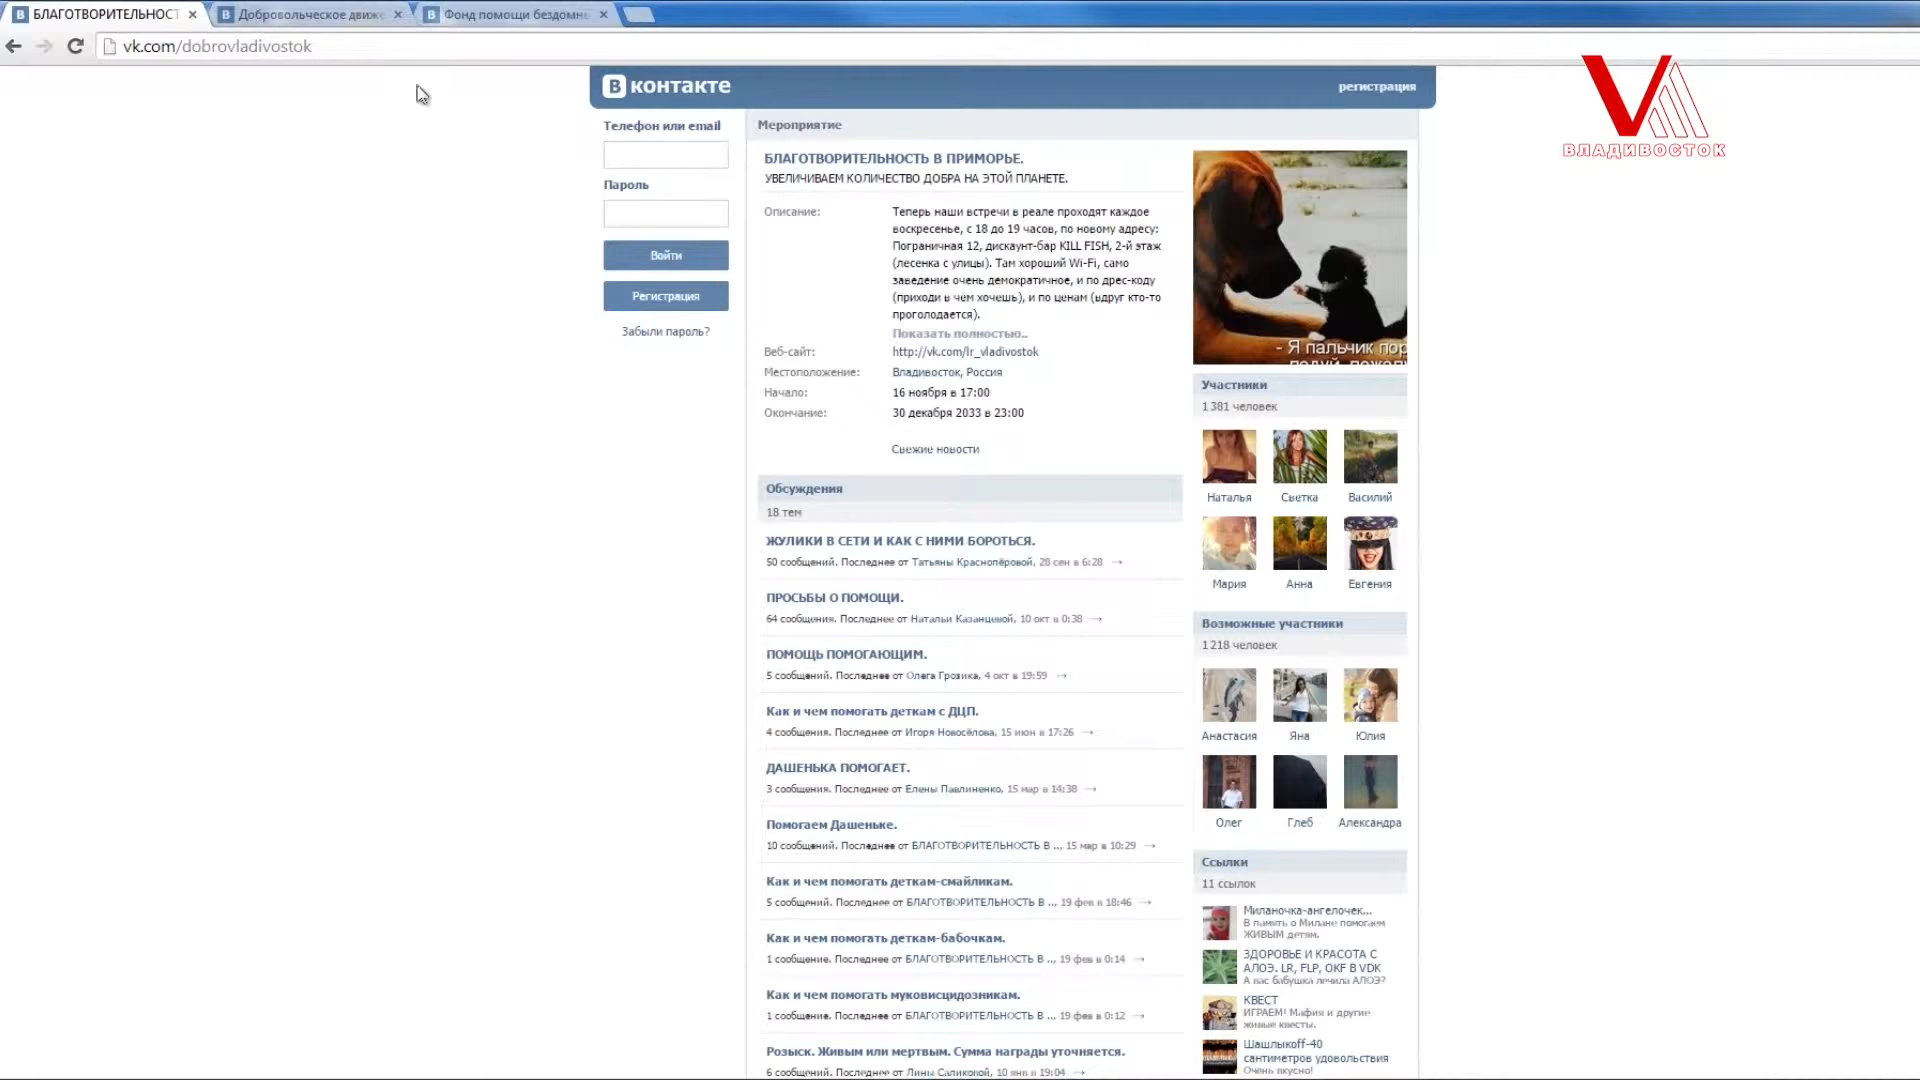 БЛАГОТВОРИТЕЛЬНОСТ
Добровольческое движе
Фонд помощи бездомн
vk.com/dobrovladivostok
В контакте
регистрация
VЛАДИВОСТОК
Телефон или email
Пароль
Войти
Регистрация
Забыли пароль?
Мероприятие
БЛАГОТВОРИТЕЛЬНОСТЬ В ПРИМОРЬЕ.
УВЕЛИЧИВАЕМ КОЛИЧЕСТВО ДОБРА НА ЭТОЙ ПЛАНЕТЕ.
Описание:
Теперь наши встречи в реале проходят каждое
воскресенье, с 18 до 19 часов, по новому адресу:
Пограничная 12, дискаунт-бар KILL FISH, 2-й этаж
(лесенка с улицы). Там хороший Wi-Fi, само
заведение очень демократичное, и по дрес-коду
(приходи в чем хочешь), и по ценам (вдруг кто-то
проголодается).
Показать полностью..
Веб-сайт: http://vk.com/lr_vladivostok
Местоположение: Владивосток, Россия
Начало: 16 ноября в 17:00
Окончание: 30 декабря 2033 в 23:00
Свежие новости
Обсуждения
18 тем
ЖУЛИКИ В СЕТИ И КАК С НИМИ БОРОТЬСЯ.
50 сообщений. Последнее от Татьяны Краснопёровой, 28 сен в 6:28 →
ПРОСЬБЫ О ПОМОЩИ.
64 сообщения. Последнее от Натальи Казанцевой, 10 окт в 0:38 →
ПОМОЩЬ ПОМОГАЮЩИМ.
5 сообщений. Последнее от Олега Грозика, 4 окт в 19:59 →
Как и чем помогать деткам с ДЦП.
4 сообщения. Последнее от Игоря Новосёлова, 15 июн в 17:26 →
ДАШЕНЬКА ПОМОГАЕТ.
3 сообщения. Последнее от Елены Павлиненко, 15 мар в 14:38 →
Помогаем Дашеньке.
10 сообщений. Последнее от БЛАГОТВОРИТЕЛЬНОСТЬ В .., 15 мар в 10:29 →
Как и чем помогать деткам-смайликам.
5 сообщений. Последнее от БЛАГОТВОРИТЕЛЬНОСТЬ В .., 19 фев в 18:46 →
Как и чем помогать деткам-бабочкам.
1 сообщение. Последнее от БЛАГОТВОРИТЕЛЬНОСТЬ В .., 19 фев в 0:14 →
Как и чем помогать муковисцидозникам.
1 сообщение. Последнее от БЛАГОТВОРИТЕЛЬНОСТЬ В .., 19 фев в 0:12 →
Розыск. Живым или мертвым. Сумма награды уточняется.
6 сообщений. Последнее от Лины Саликовой, 10 янв в 19:04 →
- Я пальчик пор
Участники
1 381 человек
Наталья Светка Василий
Мария Анна Евгения
Возможные участники
1 218 человек
Анастасия Яна Юлия
Олег Глеб Александра
Ссылки
11 ссылок
Миланочка-ангелочек...
В память о Милане помогаем
ЖИВЫМ детям.
ЗДОРОВЬЕ И КРАСОТА С
АЛОЭ. LR, FLP, OKF В VDK
А вас бабушка лечила АЛОЭ?
КВЕСТ
ИГРАЕМ! Мафия и другие
живые квесты.
Шашлыкoff-40
сантиметров удовольствия
Очень вкусно!